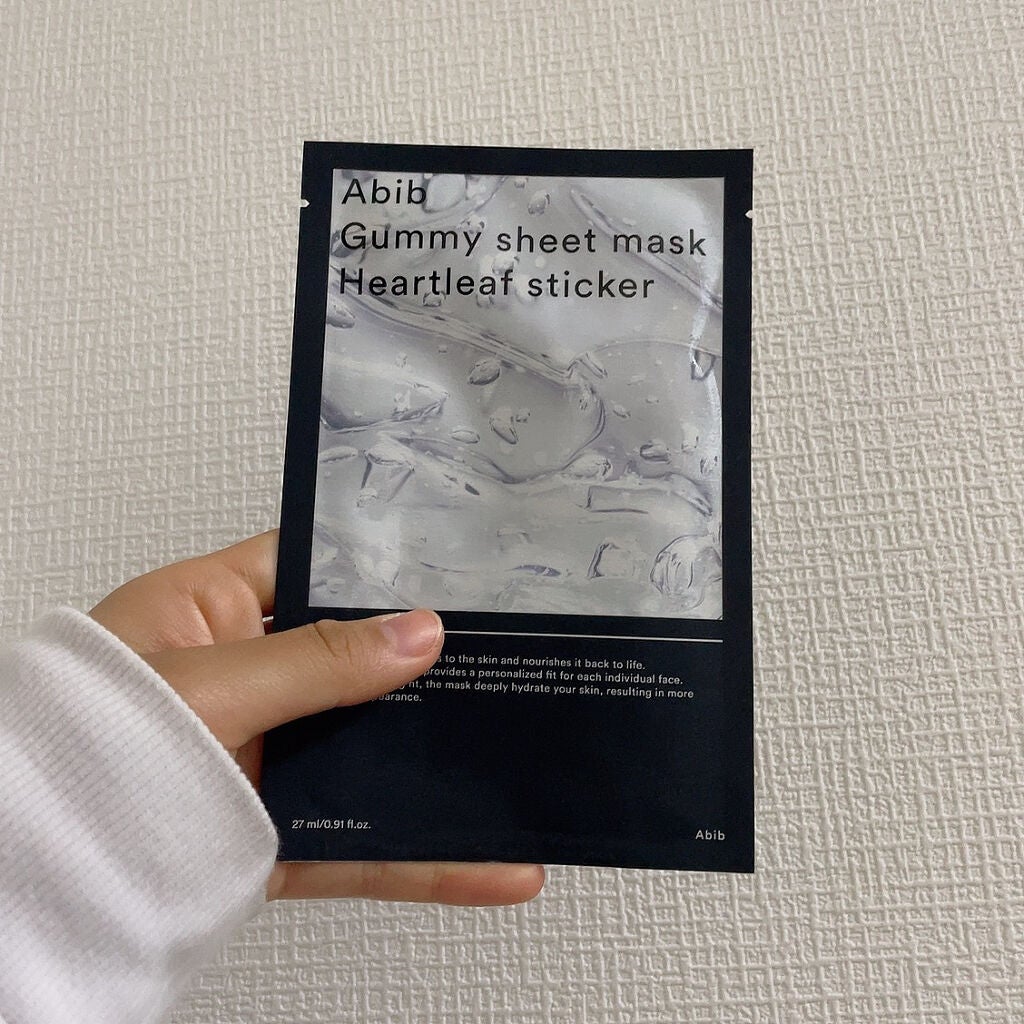 Abib
Gummy sheet mask
Heartleaf sticker
to the skin and nourishes it back to life.
provides a personalized fit for each individual face.
the mask deeply hydrate your skin, resulting in more
27 ml/0.91 fl.oz.
Abib